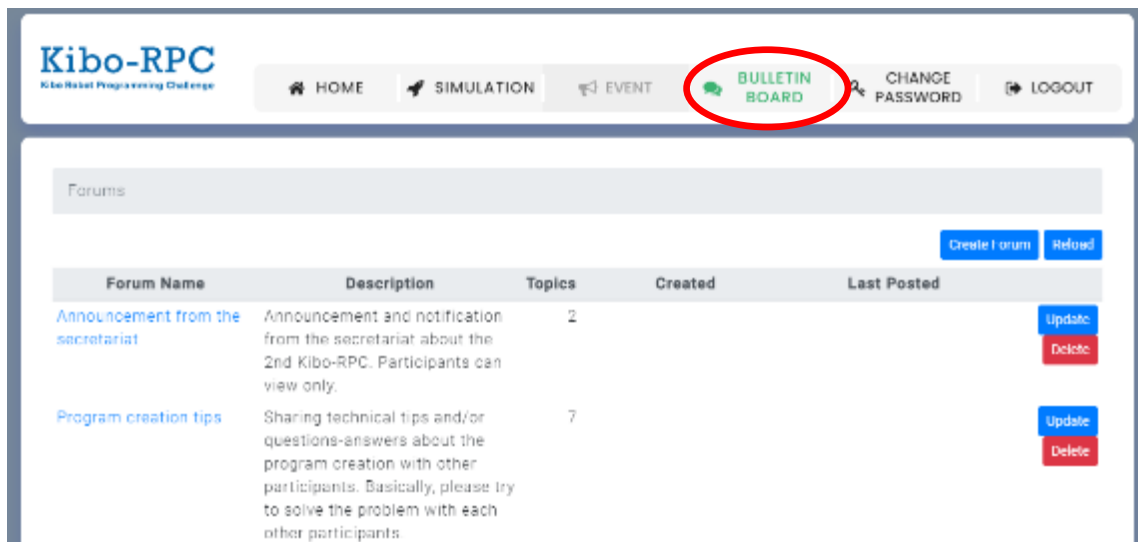 Kibo-RPC
Kibo Robot Programming Challenge
HOME
SIMULATION
EVENT
BULLETIN
BOARD
CHANGE
PASSWORD
LOGOUT
Forums
Create Forum
Reload
Forum Name Description Topics Created Last Posted
Announcement from the
secretariat
Announcement and notification
from the secretariat about the
2nd Kibo-RPC. Participants can
view only.
2
Update
Delete
Program creation tips
Sharing technical tips and/or
questions-answers about the
program creation with other
participants. Basically, please try
to solve the problem with each
other participants.
7
Update
Delete